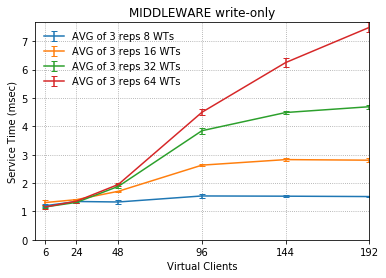 MIDDLEWARE write-only
AVG of 3 reps 8 WTs
AVG of 3 reps 16 WTs
AVG of 3 reps 32 WTs
AVG of 3 reps 64 WTs
Service Time (msec)
7
6
5
4
3
2
1
0
6 24 48 96 144 192
Virtual Clients